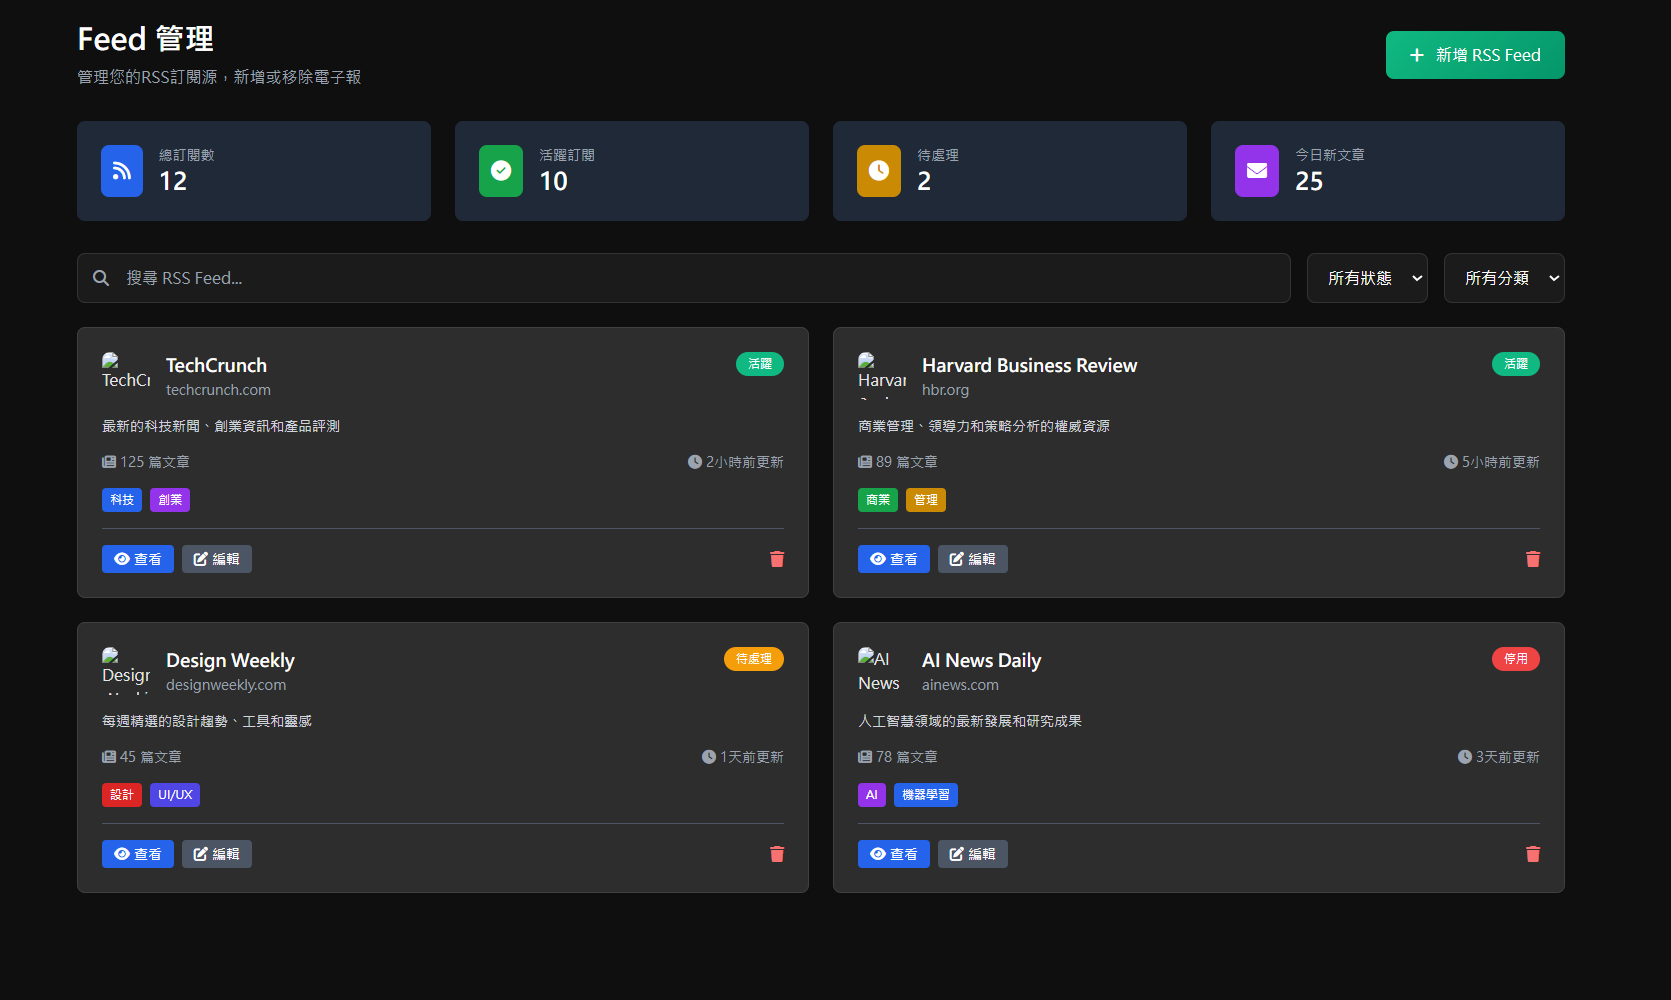 Feed 管理
管理您的RSS訂閱源，新增或移除電子報
新增 RSS Feed
總訂閱數
12
活躍訂閱
10
待處理
2
今日新文章
25
搜尋 RSS Feed...
所有狀態
所有分類
TechCr
TechCrunch
techcrunch.com
活躍
最新的科技新聞、創業資訊和產品評測
125 篇文章
2小時前更新
科技
創業
查看
編輯
Harvar
Harvard Business Review
hbr.org
活躍
商業管理、領導力和策略分析的權威資源
89 篇文章
5小時前更新
商業
管理
查看
編輯
Design
Design Weekly
designweekly.com
待處理
每週精選的設計趨勢、工具和靈感
45 篇文章
1天前更新
設計
UI/UX
查看
編輯
AI
News
AI News Daily
ainews.com
停用
人工智慧領域的最新發展和研究成果
78 篇文章
3天前更新
AI
機器學習
查看
編輯